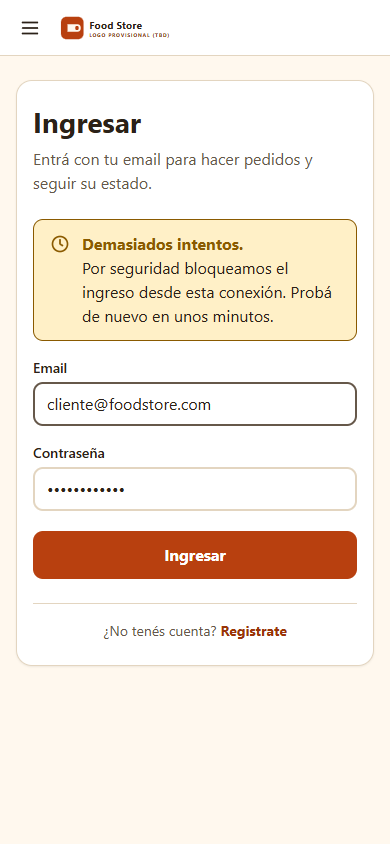 Food Store
LOGO PROVISIONAL (TBD)
Ingresar
Entrá con tu email para hacer pedidos y
seguir su estado.
Demasiados intentos.
Por seguridad bloqueamos el
ingreso desde esta conexión. Probá
de nuevo en unos minutos.
Email
cliente@foodstore.com
Contraseña
••••••••••••
Ingresar
¿No tenés cuenta? Registrate